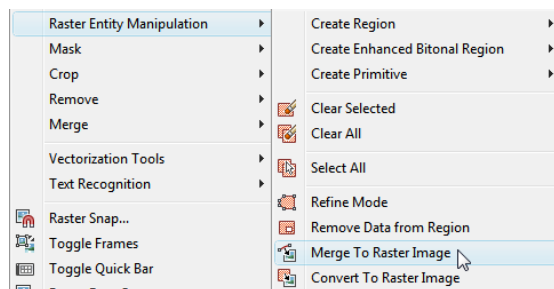 Raster Entity Manipulation
Mask
Crop
Remove
Merge
Vectorization Tools
Text Recognition
Raster Snap...
Toggle Frames
Toggle Quick Bar
Create Region
Create Enhanced Bitonal Region
Create Primitive
Clear Selected
Clear All
Select All
Refine Mode
Remove Data from Region
Merge To Raster Image
Convert To Raster Image